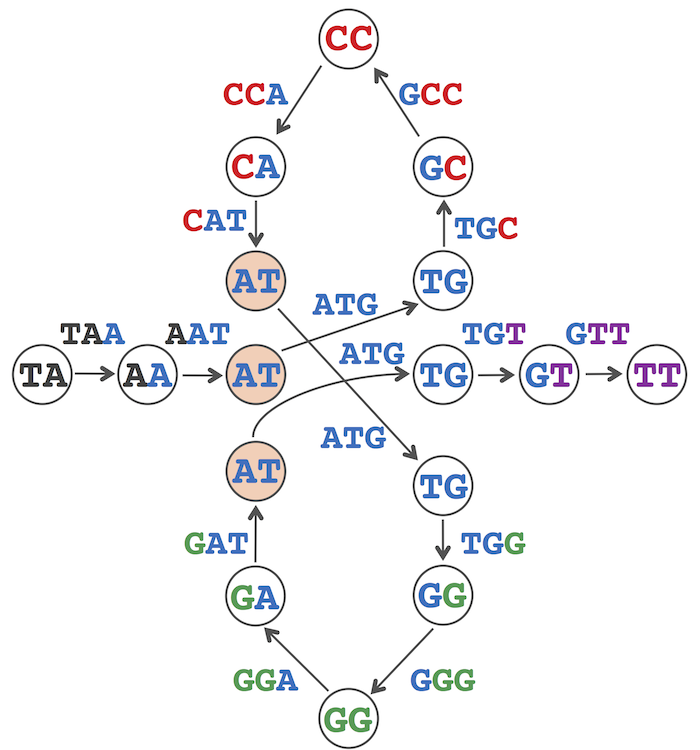 CC
CCA GCC
CA GC
CAT TGC
AT TG
ATG
TAA AAT ATG TGT GTT
TA AA AT TG GT TT
ATG
AT TG
GAT TGG
GA GG
GGA GGG
GG